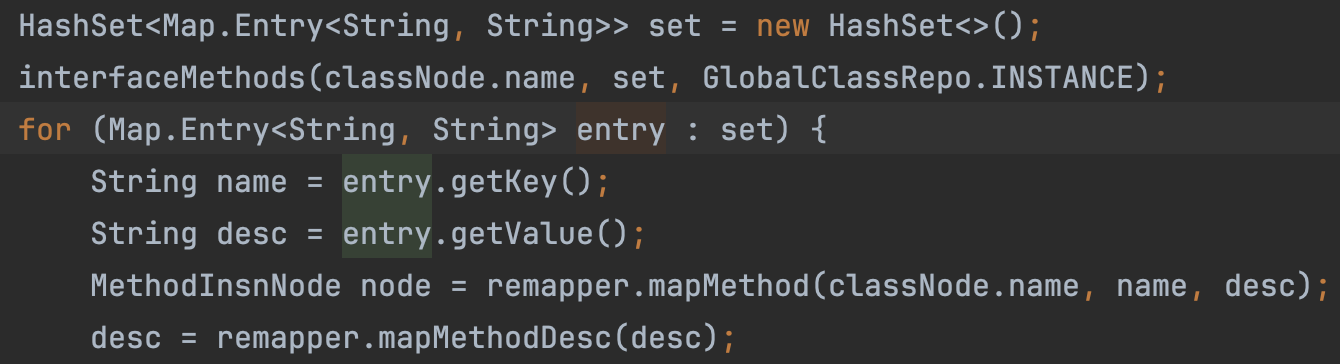 HashSet<Map.Entry<String, String>> set = new HashSet<>();
interfaceMethods(classNode.name, set, GlobalClassRepo.INSTANCE);
for (Map.Entry<String, String> entry : set) {
    String name = entry.getKey();
    String desc = entry.getValue();
    MethodInsnNode node = remapper.mapMethod(classNode.name, name, desc);
    desc = remapper.mapMethodDesc(desc);